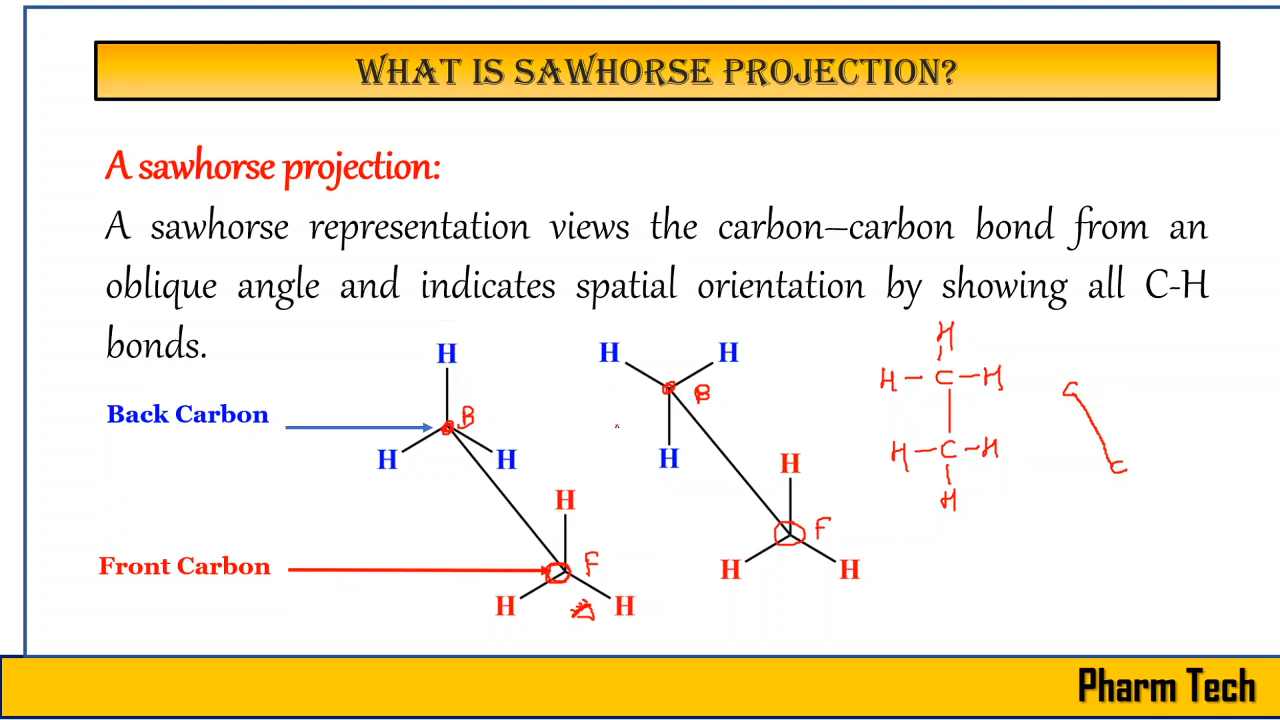 WHAT IS SAWHORSE PROJECTION?
A sawhorse projection:
A sawhorse representation views the carbon–carbon bond from an
oblique angle and indicates spatial orientation by showing all C-H
bonds.
H
H H
H
H – C – H
C
Back Carbon
B
B
H H
H
H
H
H – C – H
C
H
H
F
F
Front Carbon
H H
H H
Pharm Tech